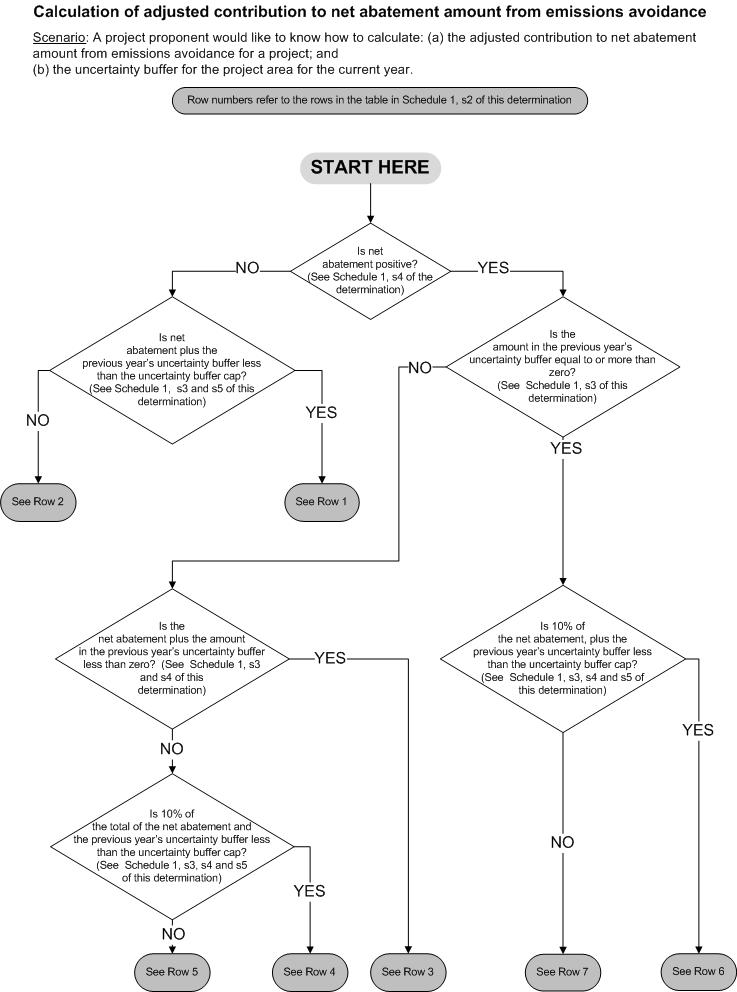 Calculation of adjusted contribution to net abatement amount from emissions avoidance
Scenario: A project proponent would like to know how to calculate: (a) the adjusted contribution to net abatement
amount from emissions avoidance for a project; and
(b) the uncertainty buffer for the project area for the current year.
Row numbers refer to the rows in the table in Schedule 1, s2 of this determination
START HERE
Is net
abatement positive?
(See Schedule 1, s4 of the
determination)
NO
YES
Is net
abatement plus the
previous year's uncertainty buffer less
than the uncertainty buffer cap?
(See Schedule 1, s3 and s5 of this
determination)
Is the
amount in the previous year's
uncertainty buffer equal to or more than
zero?
(See Schedule 1, s3 of this
determination)
NO
NO
YES
YES
See Row 2
See Row 1
Is the
net abatement plus the amount
in the previous year's uncertainty buffer
less than zero? (See Schedule 1, s3
and s4 of this
determination)
Is 10% of
the net abatement, plus the
previous year's uncertainty buffer less
than the uncertainty buffer cap?
(See Schedule 1, s3, s4 and s5 of
this determination)
YES
YES
NO
Is 10% of
the total of the net abatement and
the previous year's uncertainty buffer less
than the uncertainty buffer cap?
(See Schedule 1, s3, s4 and s5
of this determination)
NO
YES
NO
See Row 5
See Row 4
See Row 3
See Row 7
See Row 6